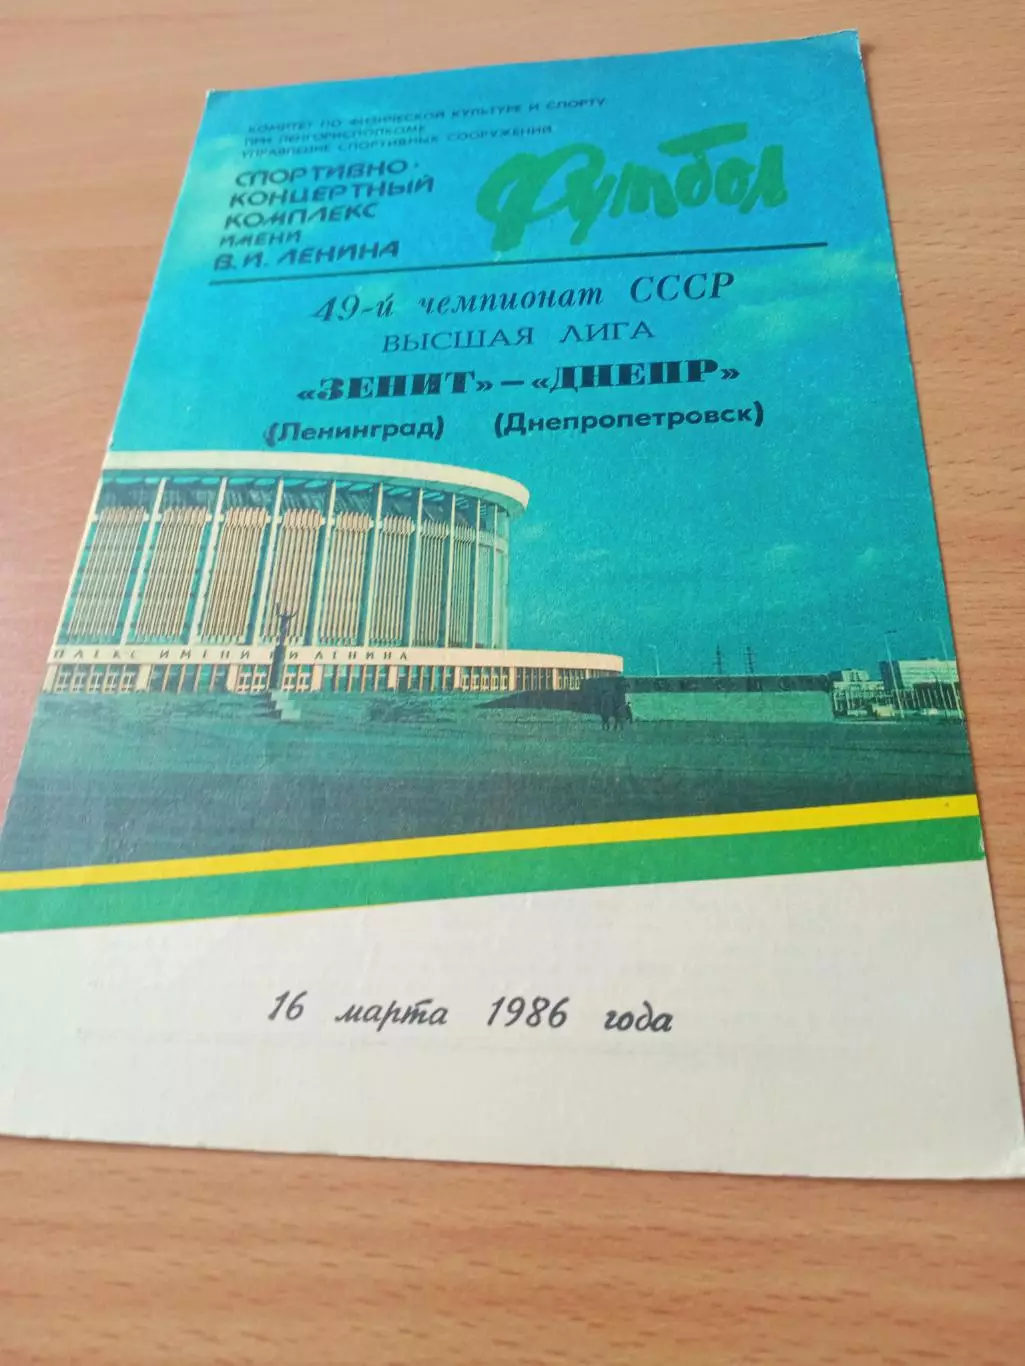 КОМИТЕТ ПО ФИЗИЧЕСКОЙ КУЛЬТУРЕ И СПОРТУ
ПРИ ЛЕНГОРИСПОЛКОМЕ
УПРАВЛЕНИЕ СПОРТИВНЫХ СООРУЖЕНИЙ
СПОРТИВНО-
КОНЦЕРТНЫЙ
КОМПЛЕКС
ИМЕНИ
В.И. ЛЕНИНА
Футбол
49-й чемпионат СССР
ВЫСШАЯ ЛИГА
«ЗЕНИТ» — «ДНЕПР»
(Ленинград) (Днепропетровск)
ПЛЕКС ИМЕНИ В И ЛЕНИНА
16 марта 1986 года